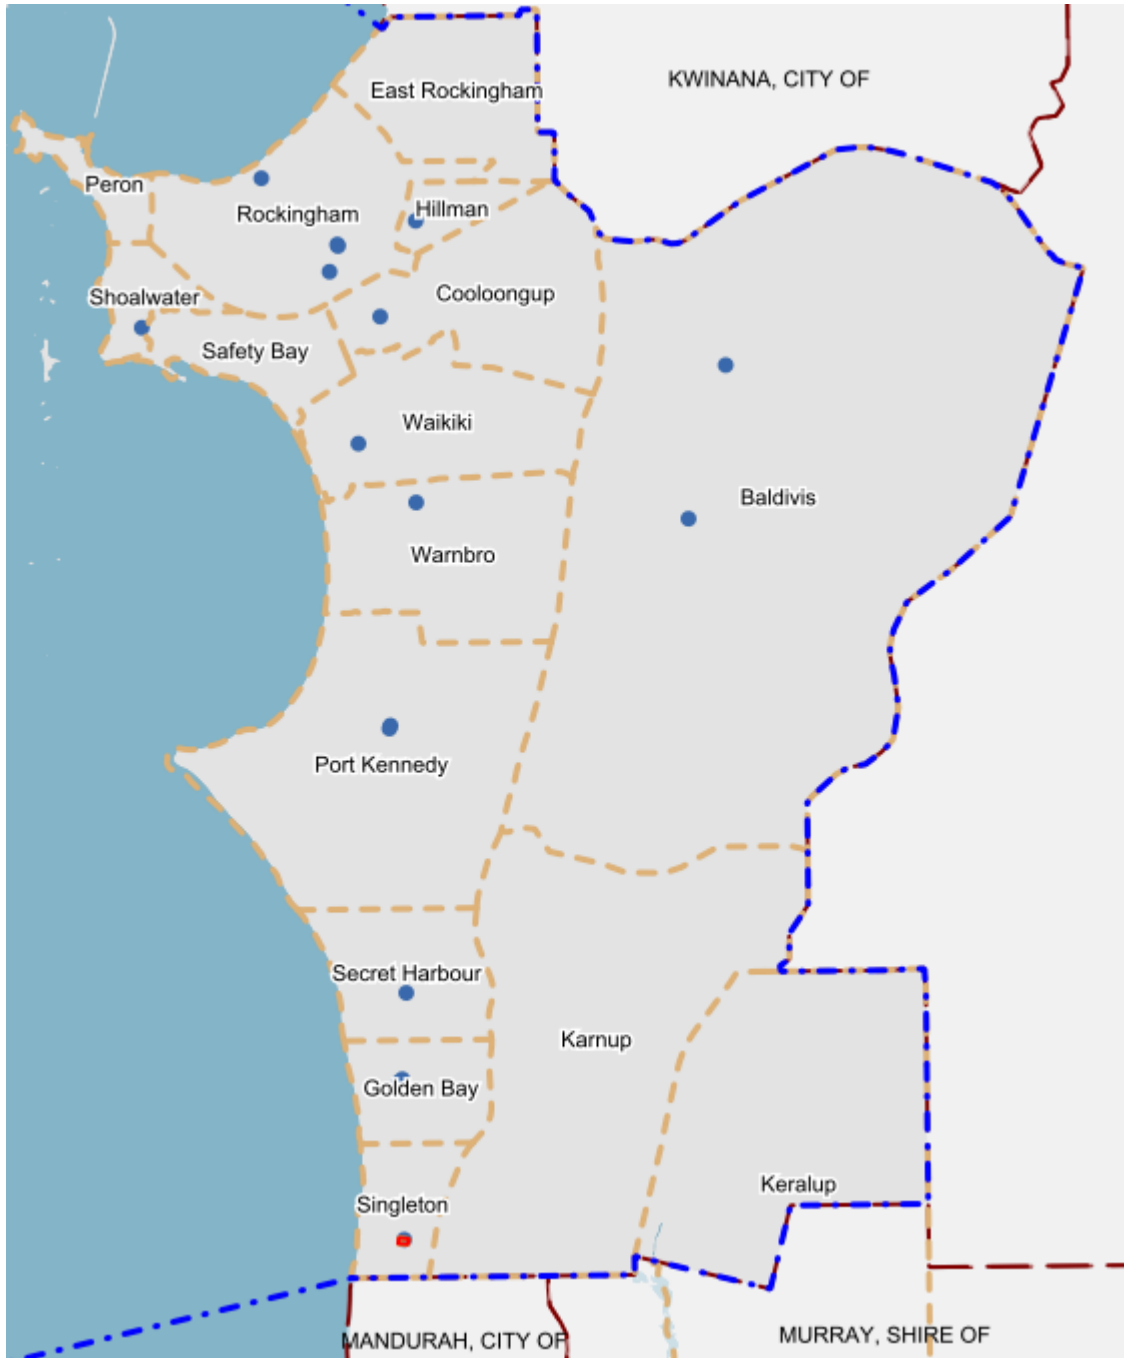 KWINANA, CITY OF
East Rockingham
Peron
Hillman
Rockingham
Cooloongup
Shoalwater
Safety Bay
Waikiki
Baldivis
Warnbro
Port Kennedy
Secret Harbour
Karnup
Golden Bay
Keralup
Singleton
MANDURAH, CITY OF
MURRAY, SHIRE OF